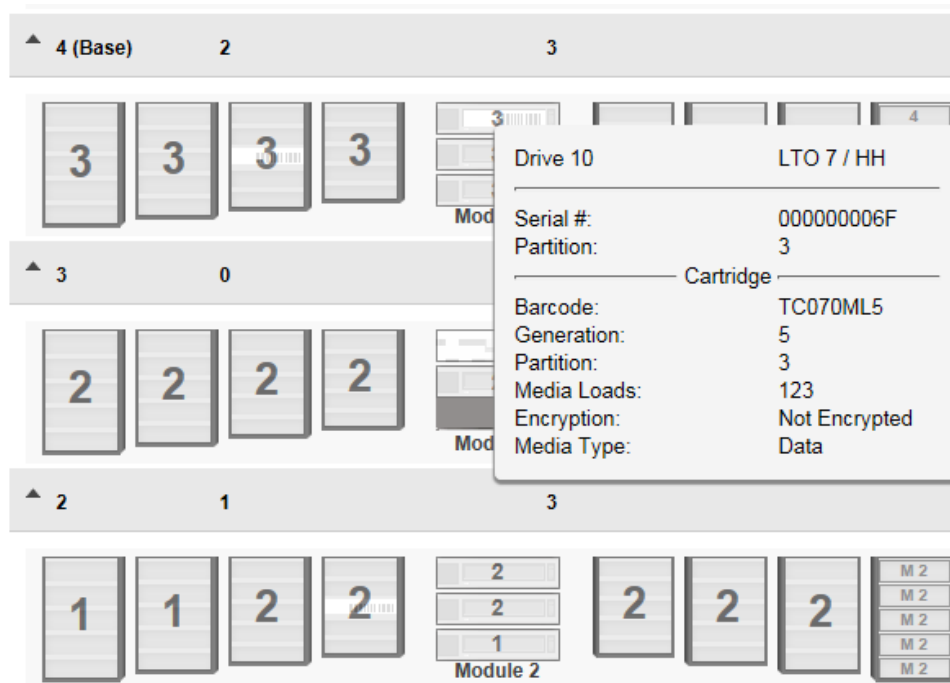 4 (Base) 2 3
3 3 3 3 3 4
Mod
Drive 10 LTO 7 / HH
Serial #: 000000006F
Partition: 3
Cartridge
Barcode: TC070ML5
Generation: 5
Partition: 3
Media Loads: 123
Encryption: Not Encrypted
Media Type: Data
3 0
2 2 2 2
Mod
2 1 3
1 1 2 2 2 2 2 2 M 2
2 M 2
1 M 2
M 2
M 2
Module 2